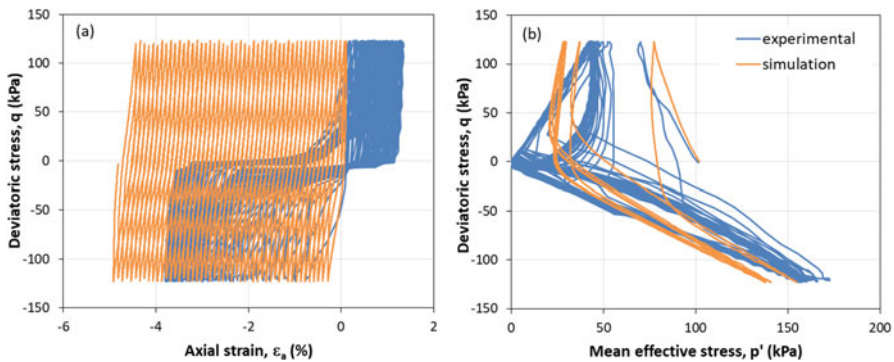 (a)
150
100
50
0
-50
-100
-150
Deviatoric stress, q (kPa)
-6 -4 -2 0 2
Axial strain, εa (%)
(b)
experimental
simulation
150
100
50
0
-50
-100
-150
Deviatoric stress, q (kPa)
0 50 100 150 200
Mean effective stress, p' (kPa)